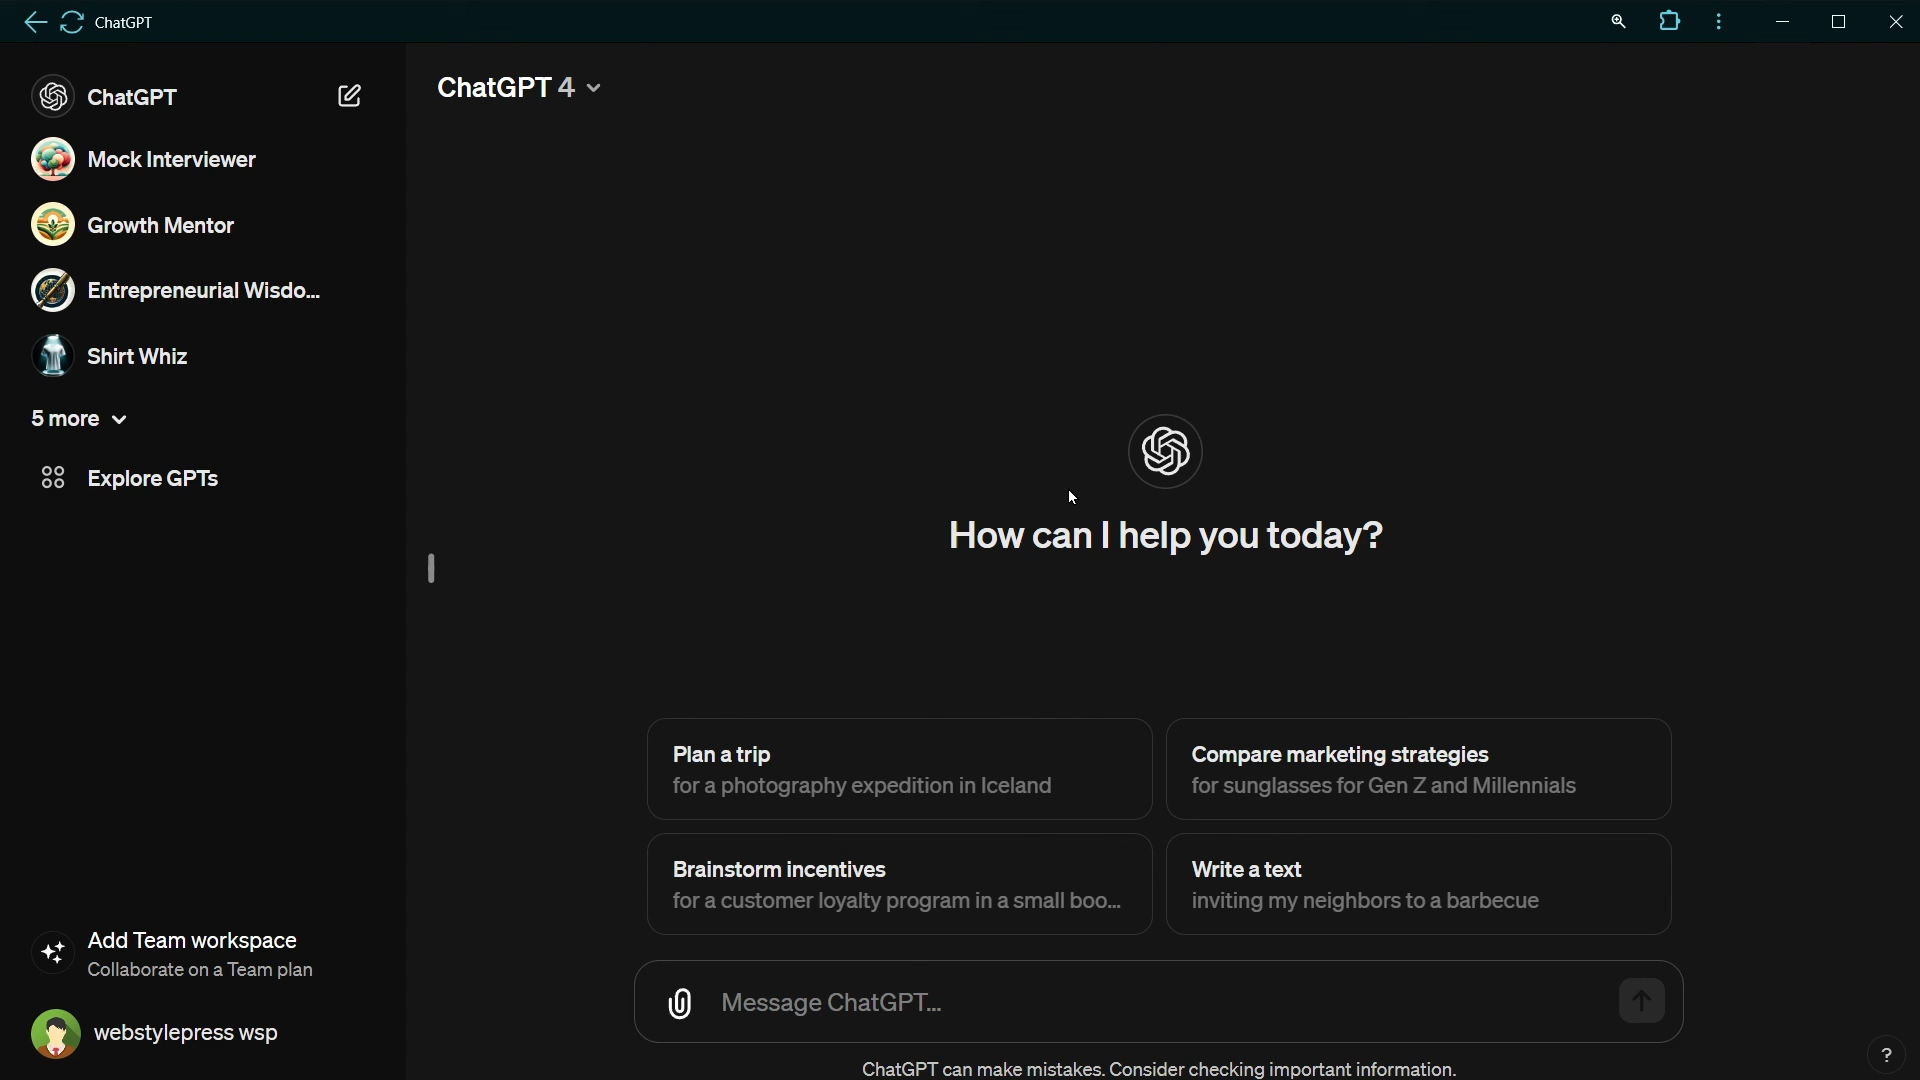 ChatGPT
ChatGPT
Mock Interviewer
Growth Mentor
Entrepreneurial Wisdo...
Shirt Whiz
5 more
Explore GPTs
Add Team workspace
Collaborate on a Team plan
webstylepress wsp
ChatGPT 4
How can I help you today?
Plan a trip
for a photography expedition in Iceland
Compare marketing strategies
for sunglasses for Gen Z and Millennials
Brainstorm incentives
for a customer loyalty program in a small boo...
Write a text
inviting my neighbors to a barbecue
Message ChatGPT...
ChatGPT can make mistakes. Consider checking important information.
?